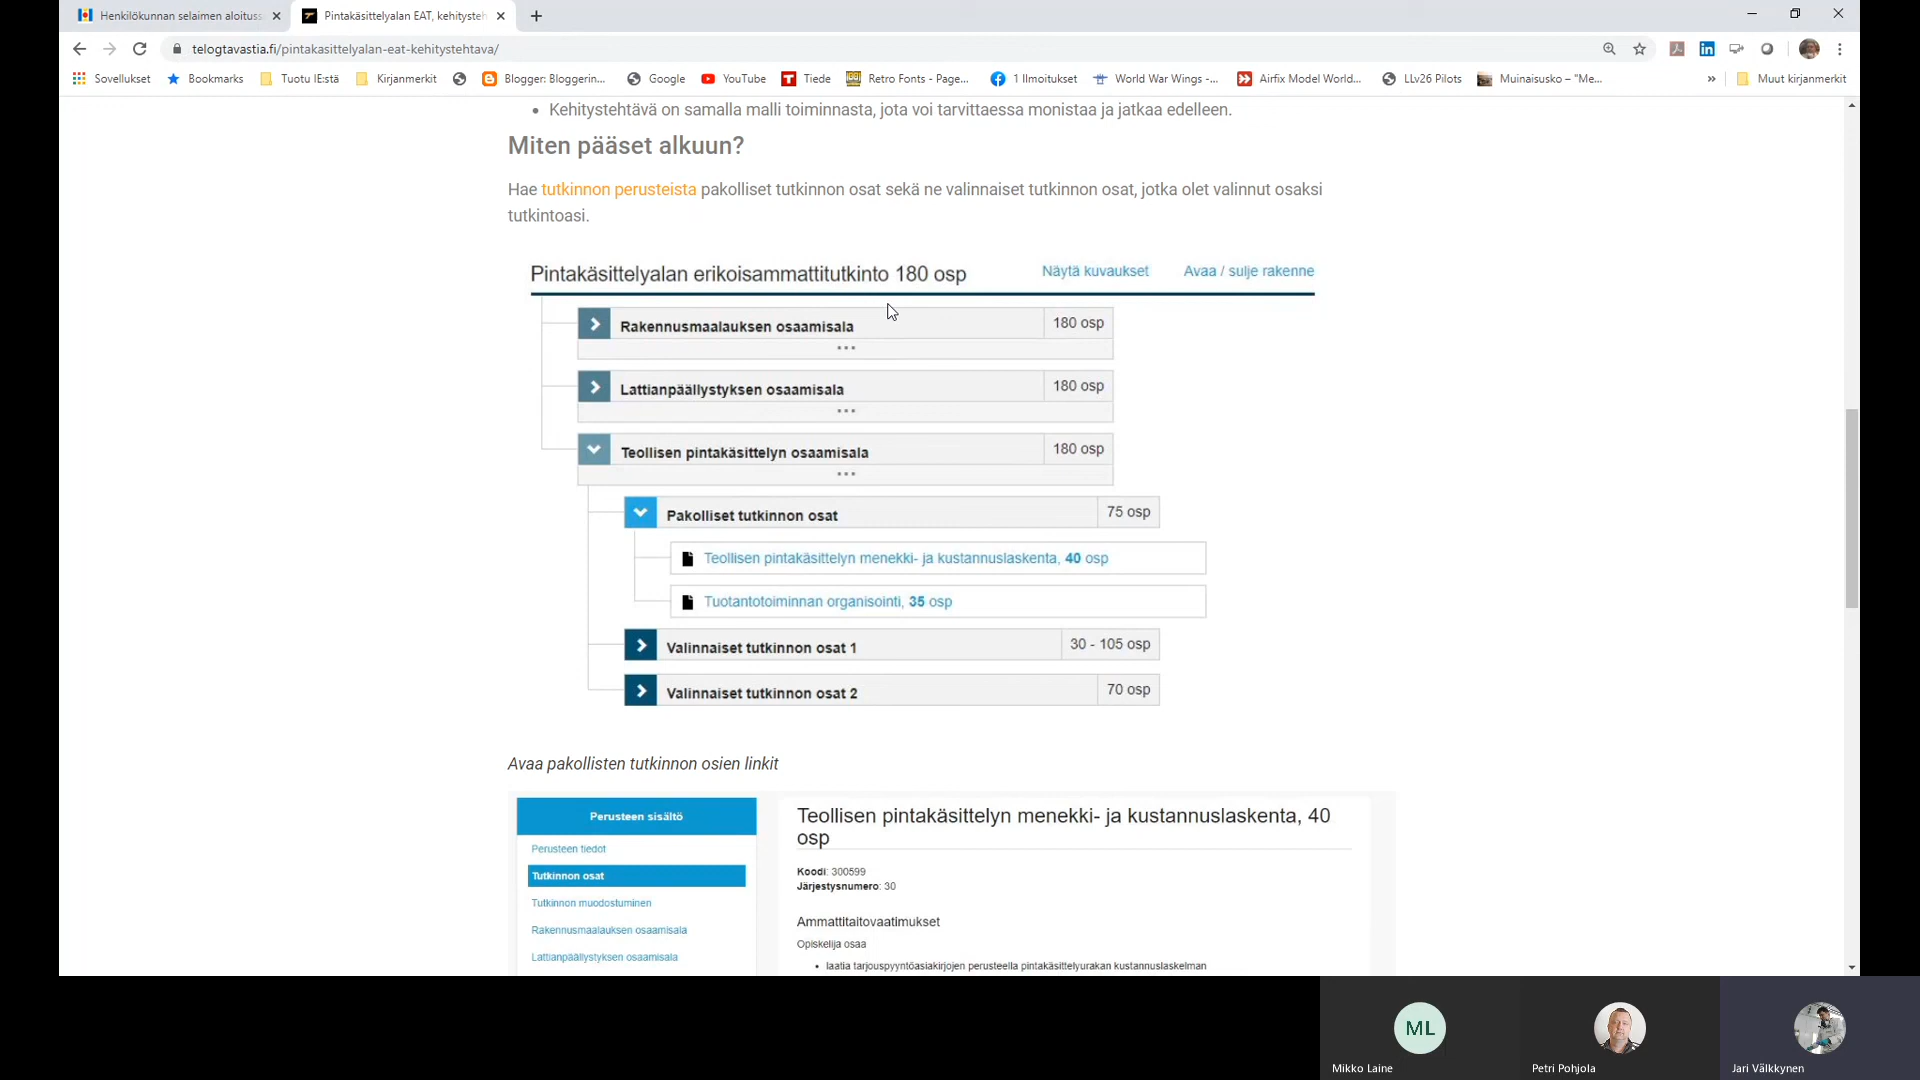 Henkilökunnan selaimen aloituss
Pintakäsittelyalan EAT, kehitysteh
telogtavastia.fi/pintakasittelyalan-eat-kehitystehtava/
Sovellukset
Bookmarks
Tuotu IE:stä
Kirjanmerkit
Blogger: Bloggerin...
Google
YouTube
Tiede
Retro Fonts - Page...
1 Ilmoitukset
World War Wings -...
Airfix Model World...
LLv26 Pilots
Muinaisusko – "Me...
»
Muut kirjanmerkit
• Kehitystehtävä on samalla malli toiminnasta, jota voi tarvittaessa monistaa ja jatkaa edelleen.
Miten pääset alkuun?
Hae tutkinnon perusteista pakolliset tutkinnon osat sekä ne valinnaiset tutkinnon osat, jotka olet valinnut osaksi
tutkintoasi.
Pintakäsittelyalan erikoisammattitutkinto 180 osp
Näytä kuvaukset
Avaa / sulje rakenne
Rakennusmaalauksen osaamisala
180 osp
...
Lattianpäällystyksen osaamisala
180 osp
...
Teollisen pintakäsittelyn osaamisala
180 osp
...
Pakolliset tutkinnon osat
75 osp
Teollisen pintakäsittelyn menekki- ja kustannuslaskenta, 40 osp
Tuotantotoiminnan organisointi, 35 osp
Valinnaiset tutkinnon osat 1
30 - 105 osp
Valinnaiset tutkinnon osat 2
70 osp
Avaa pakollisten tutkinnon osien linkit
Perusteen sisältö
Perusteen tiedot
Tutkinnon osat
Tutkinnon muodostuminen
Rakennusmaalauksen osaamisala
Lattianpäällystyksen osaamisala
Teollisen pintakäsittelyn menekki- ja kustannuslaskenta, 40
osp
Koodi: 300599
Järjestysnumero: 30
Ammattitaitovaatimukset
Opiskelija osaa
• laatia tarjouspyyntöasiakirjojen perusteella pintakäsittelyurakan kustannuslaskelman
ML
Mikko Laine
Petri Pohjola
Jari Välkkynen